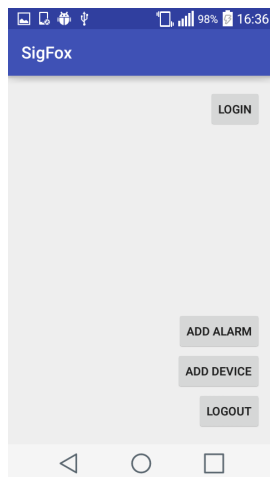 98% 16:36
SigFox
LOGIN
ADD ALARM
ADD DEVICE
LOGOUT